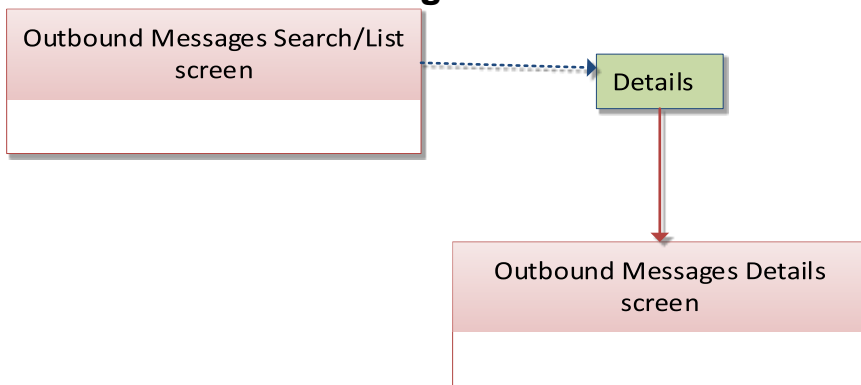 Outbound Messages Search/List
screen
Details
Outbound Messages Details
screen